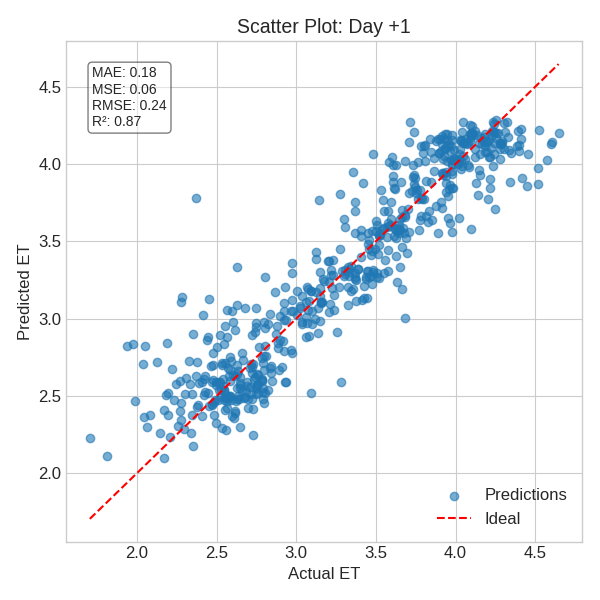 Scatter Plot: Day +1
MAE: 0.18
MSE: 0.06
RMSE: 0.24
R²: 0.87
4.5
4.0
3.5
3.0
2.5
2.0
Predicted ET
Predictions
Ideal
2.0 2.5 3.0 3.5 4.0 4.5
Actual ET